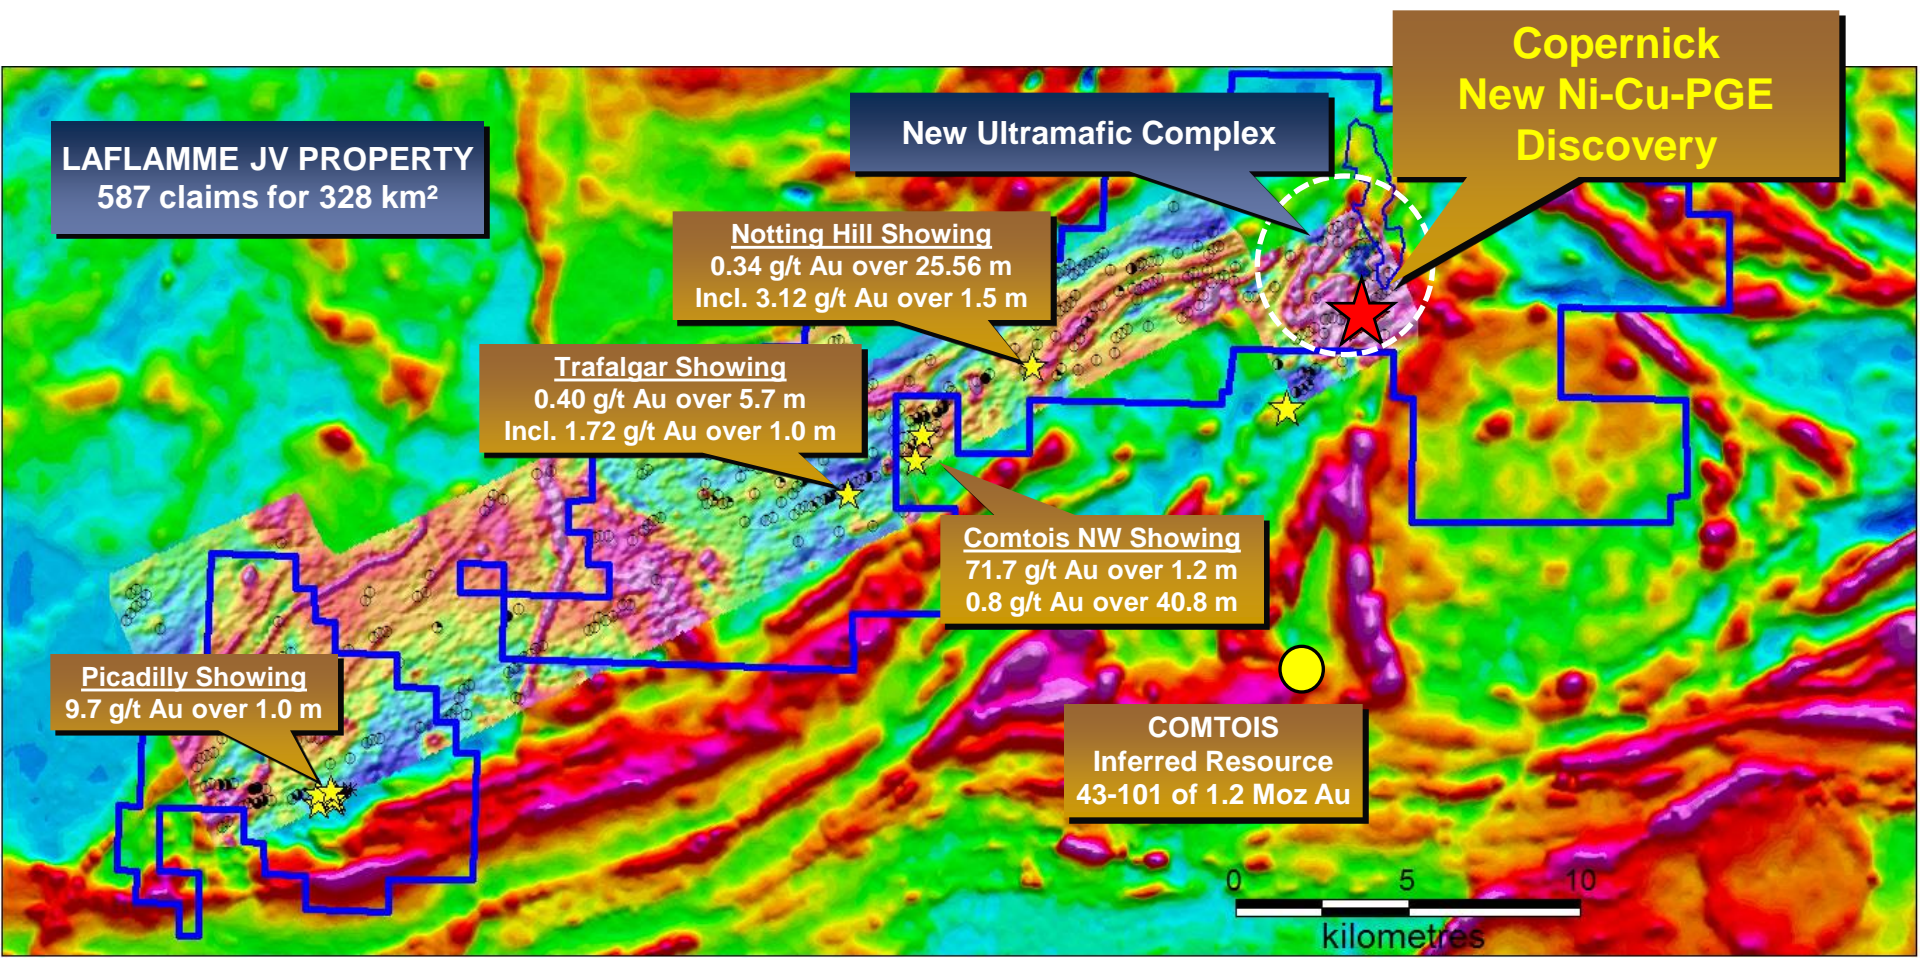 Copernick
New Ni-Cu-PGE
Discovery
New Ultramafic Complex
LAFLAMME JV PROPERTY
587 claims for 328 km²
Notting Hill Showing
0.34 g/t Au over 25.56 m
Incl. 3.12 g/t Au over 1.5 m
Trafalgar Showing
0.40 g/t Au over 5.7 m
Incl. 1.72 g/t Au over 1.0 m
Comtois NW Showing
71.7 g/t Au over 1.2 m
0.8 g/t Au over 40.8 m
Picadilly Showing
9.7 g/t Au over 1.0 m
COMTOIS
Inferred Resource
43-101 of 1.2 Moz Au
0 5 10
kilometres